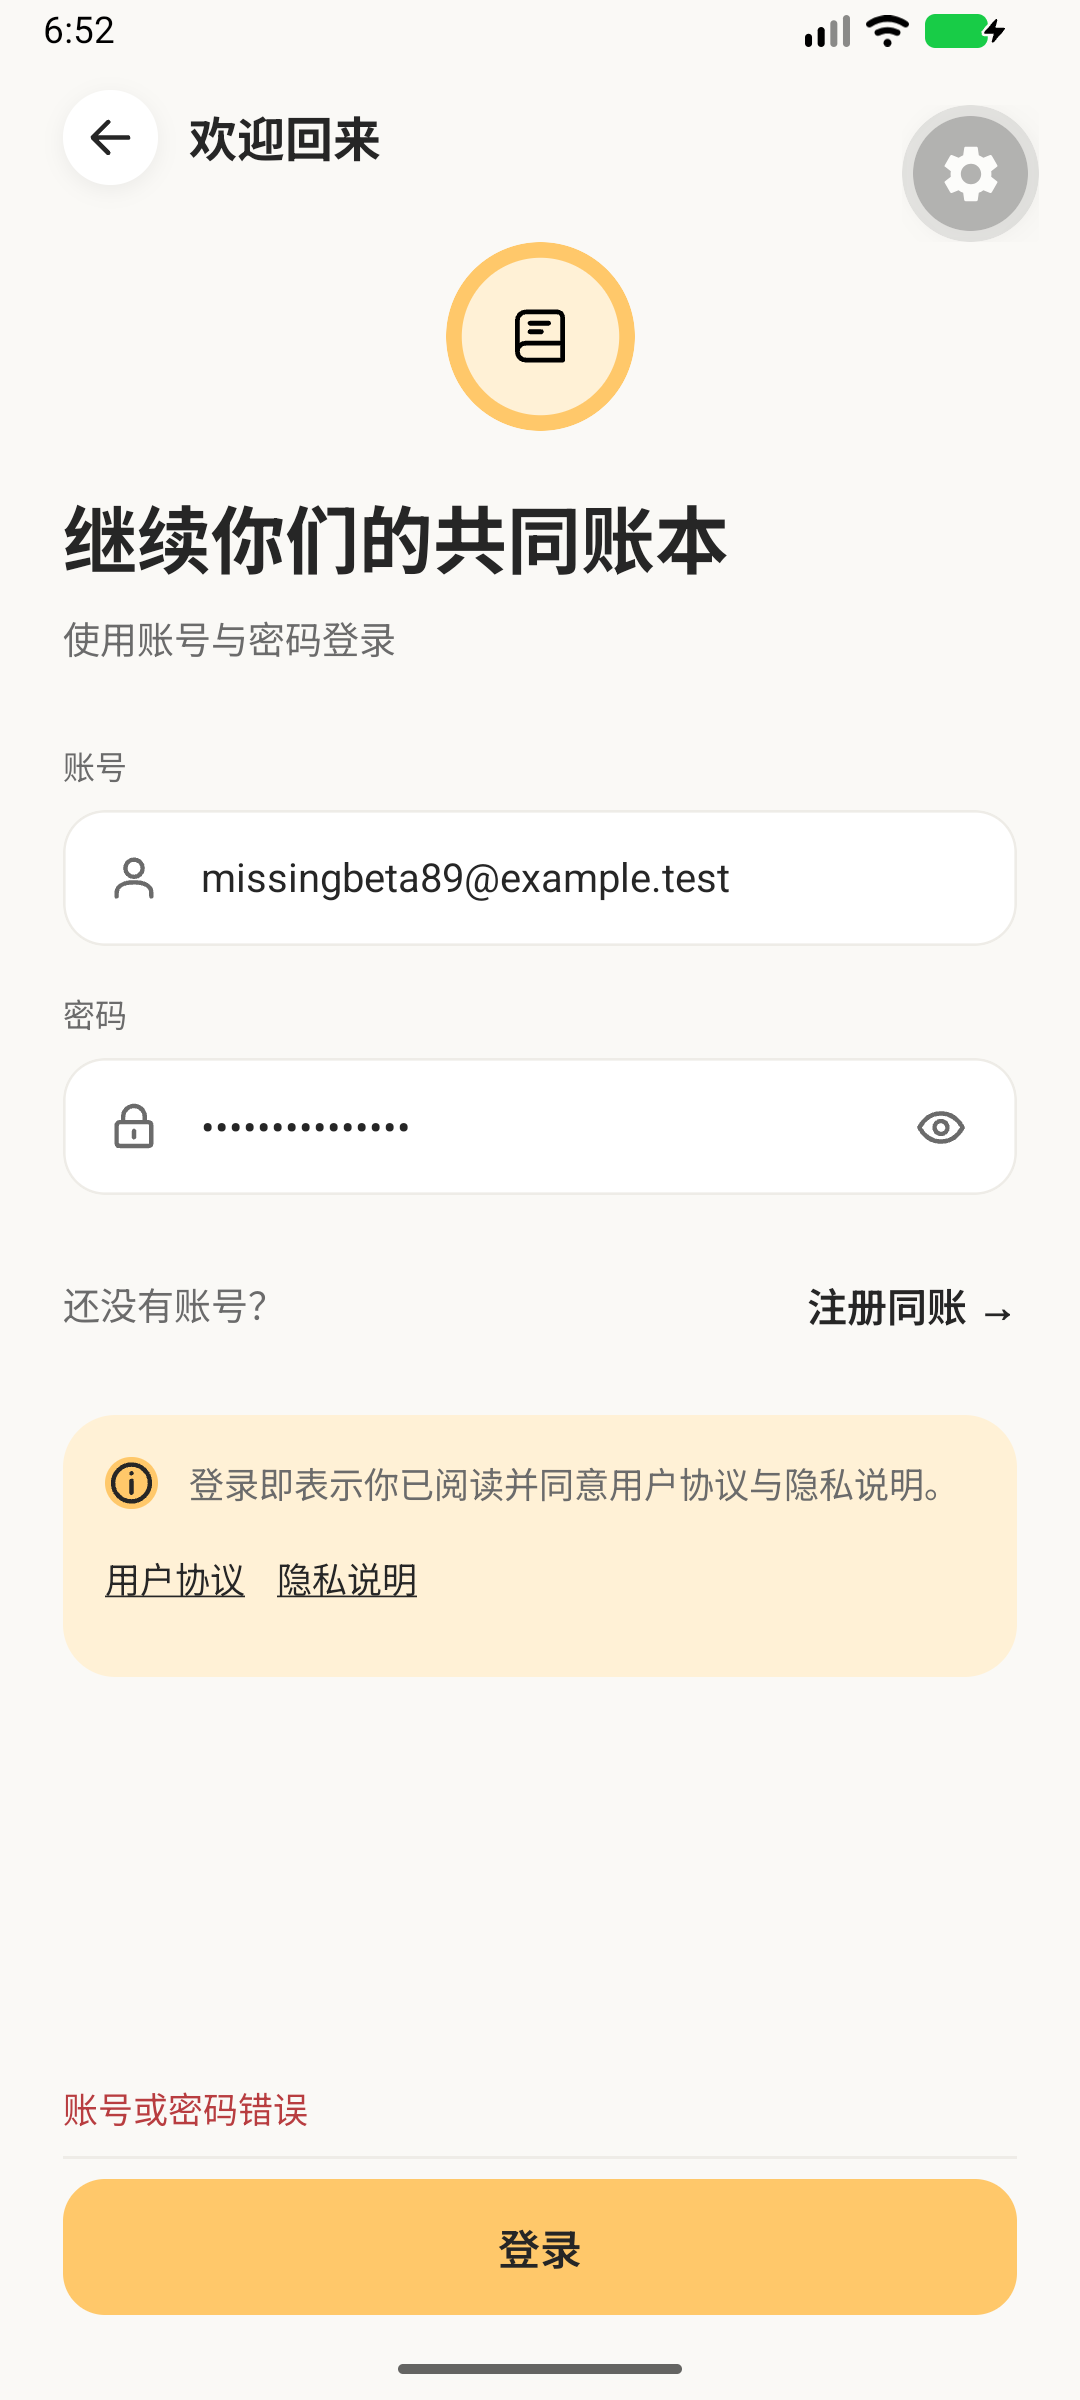 6:52
欢迎回来
继续你们的共同账本
使用账号与密码登录
账号
missingbeta89@example.test
密码
•••••••••••••••
还没有账号？
注册同账 →
登录即表示你已阅读并同意用户协议与隐私说明。
用户协议 隐私说明
账号或密码错误
登录